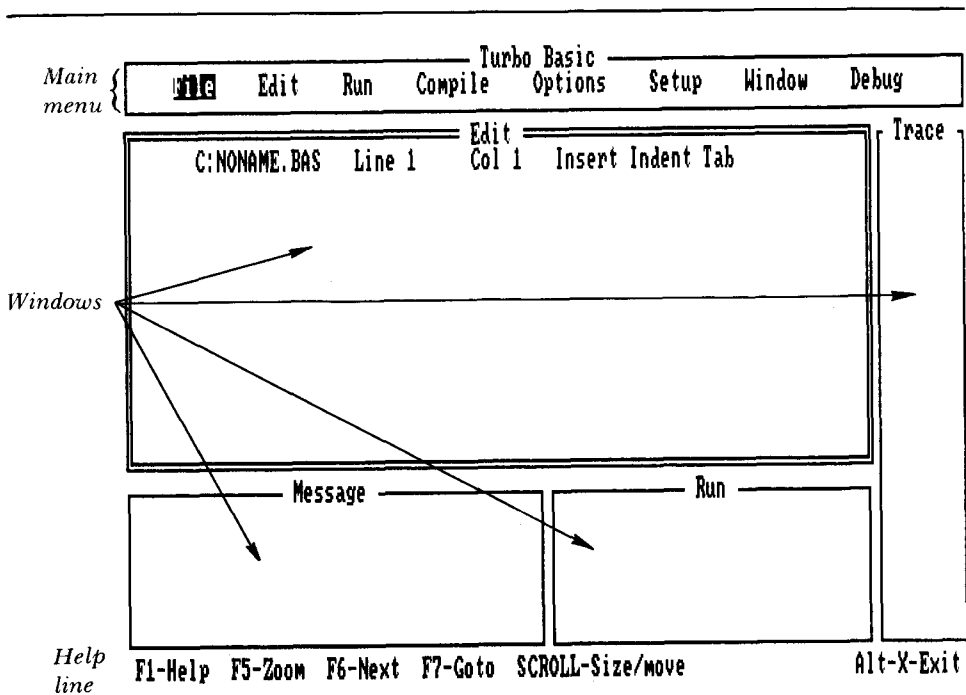 Turbo Basic
Main menu
File Edit Run Compile Options Setup Window Debug
Edit
Trace
C:NONAME.BAS Line 1 Col 1 Insert Indent Tab
Windows
Message
Run
Help line
F1-Help F5-Zoom F6-Next F7-Goto SCROLL-Size/move Alt-X-Exit